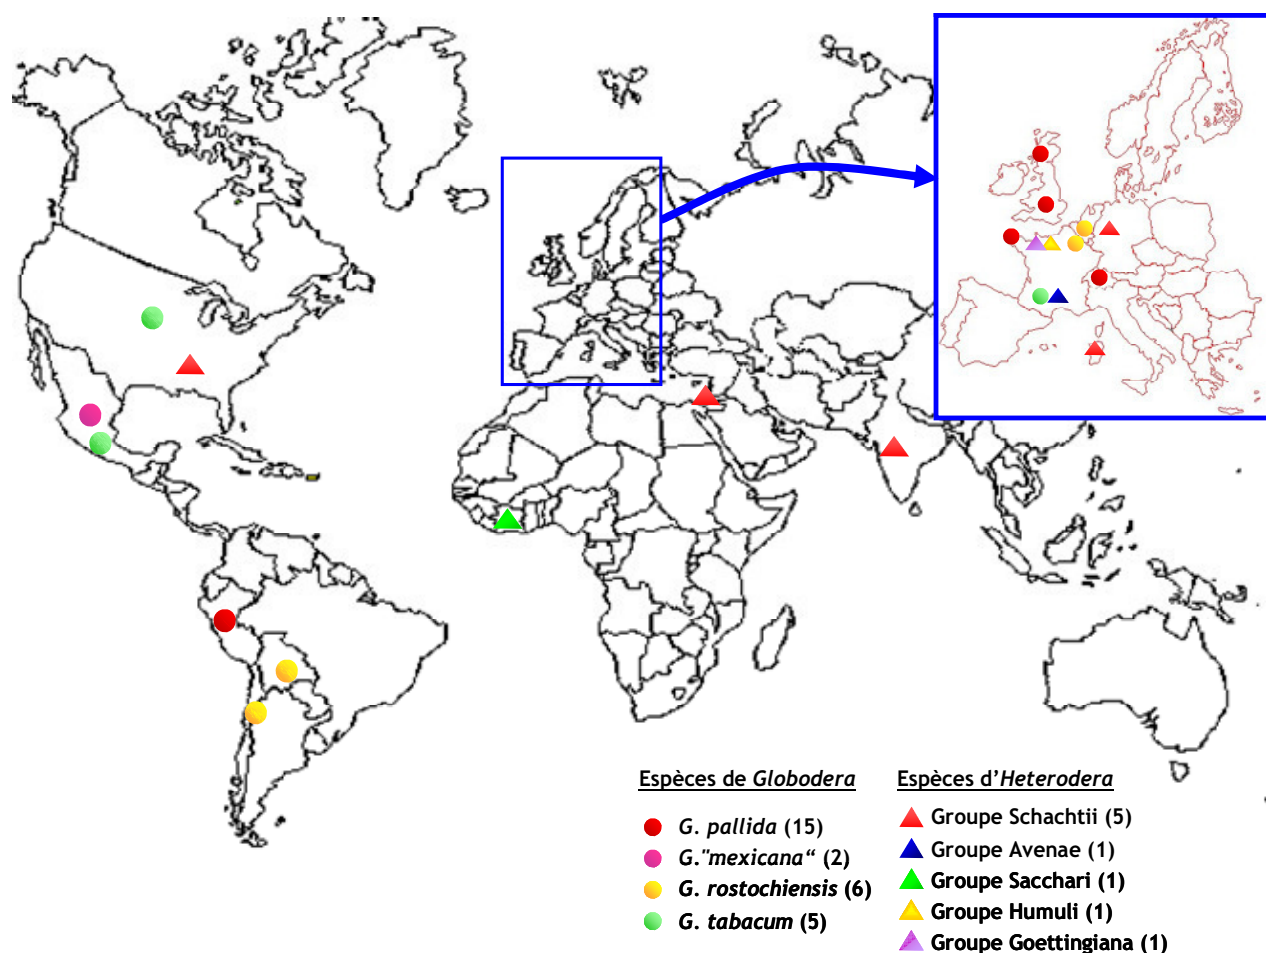 Espèces de Globodera
G. pallida (15)
G."mexicana“ (2)
G. rostochiensis (6)
G. tabacum (5)
Espèces d’Heterodera
Groupe Schachtii (5)
Groupe Avenae (1)
Groupe Sacchari (1)
Groupe Humuli (1)
Groupe Goettingiana (1)